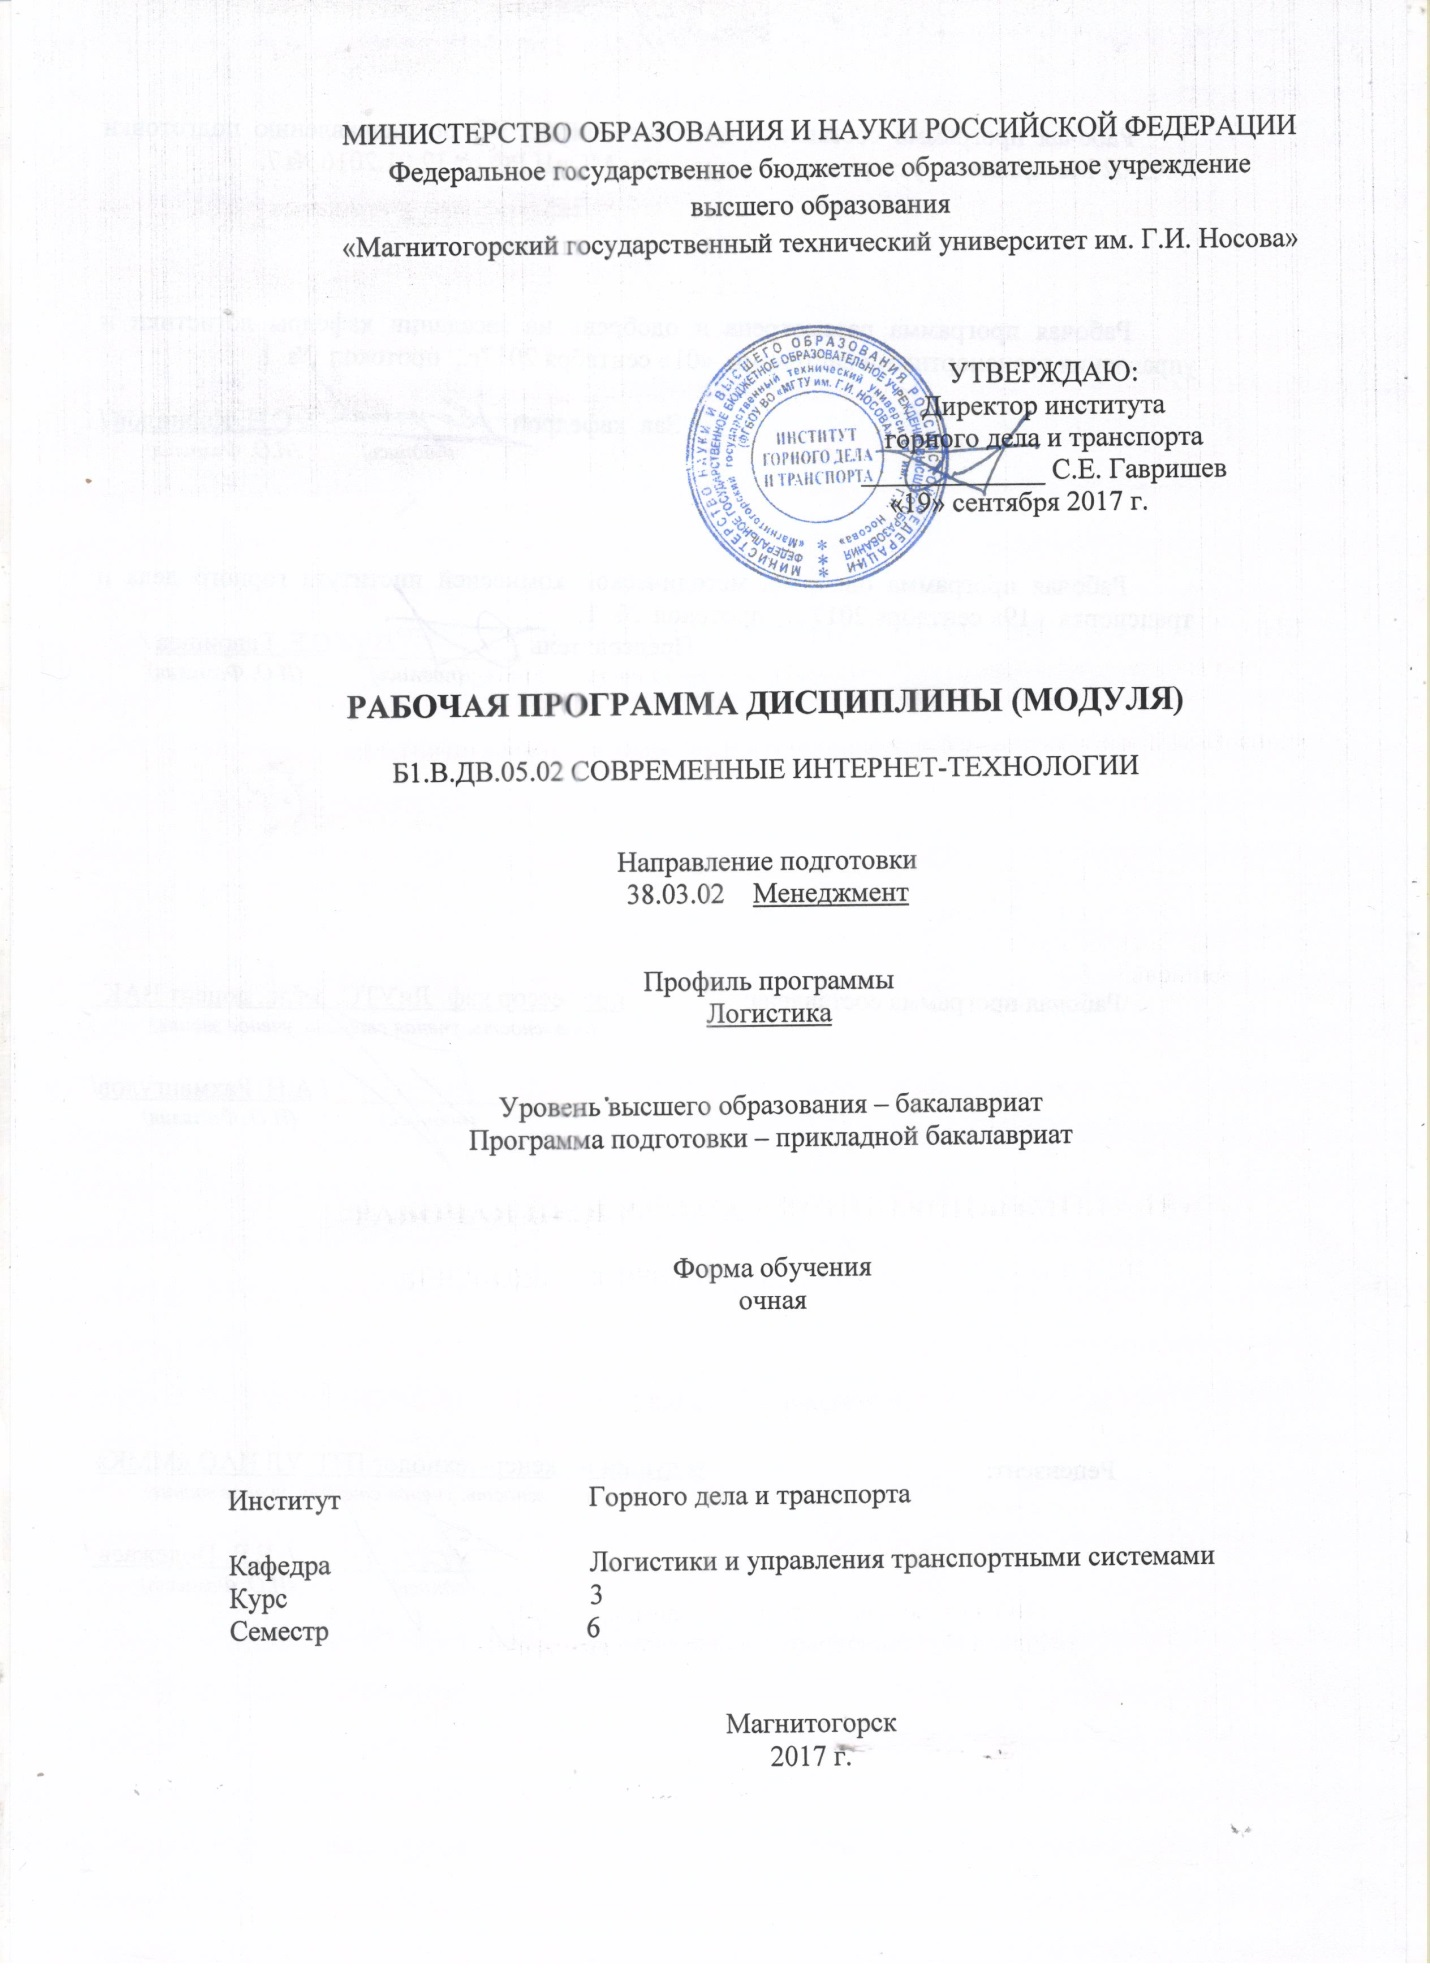 МИНИСТЕРСТВО ОБРАЗОВАНИЯ И НАУКИ РОССИЙСКОЙ ФЕДЕРАЦИИ
Федеральное государственное бюджетное образовательное учреждение
высшего образования
«Магнитогорский государственный технический университет им. Г.И. Носова»
УТВЕРЖДАЮ:
Директор института
горного дела и транспорта
С.Е. Гавришев
«19» сентября 2017 г.
ИНСТИТУТ
ГОРНОГО ДЕЛА
И ТРАНСПОРТА
РАБОЧАЯ ПРОГРАММА ДИСЦИПЛИНЫ (МОДУЛЯ)
Б1.В.ДВ.05.02 СОВРЕМЕННЫЕ ИНТЕРНЕТ-ТЕХНОЛОГИИ
Направление подготовки
38.03.02 Менеджмент
Профиль программы
Логистика
Уровень высшего образования – бакалавриат
Программа подготовки – прикладной бакалавриат
Форма обучения
очная
Институт Горного дела и транспорта
Кафедра Логистики и управления транспортными системами
Курс 3
Семестр 6
Магнитогорск
2017 г.